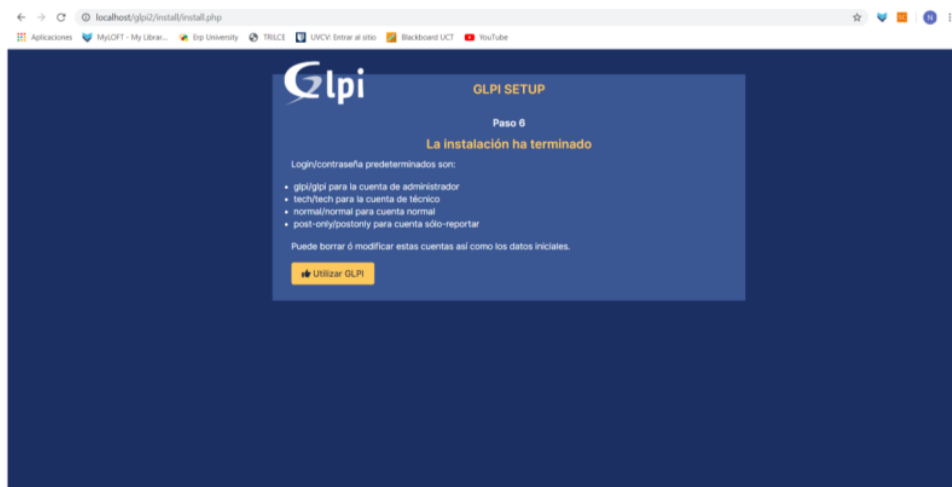 localhost/glpi2/install/install.php
Aplicaciones MyLOFT - My Librar... Erp University TRILCE UVCV: Entrar al sitio Blackboard UCT YouTube
Glpi
GLPI SETUP
Paso 6
La instalación ha terminado
Login/contraseña predeterminados son:
glpi/glpi para la cuenta de administrador
tech/tech para la cuenta de técnico
normal/normal para cuenta normal
post-only/postonly para cuenta sólo-reportar
Puede borrar ó modificar estas cuentas así como los datos iniciales.
Utilizar GLPI
N